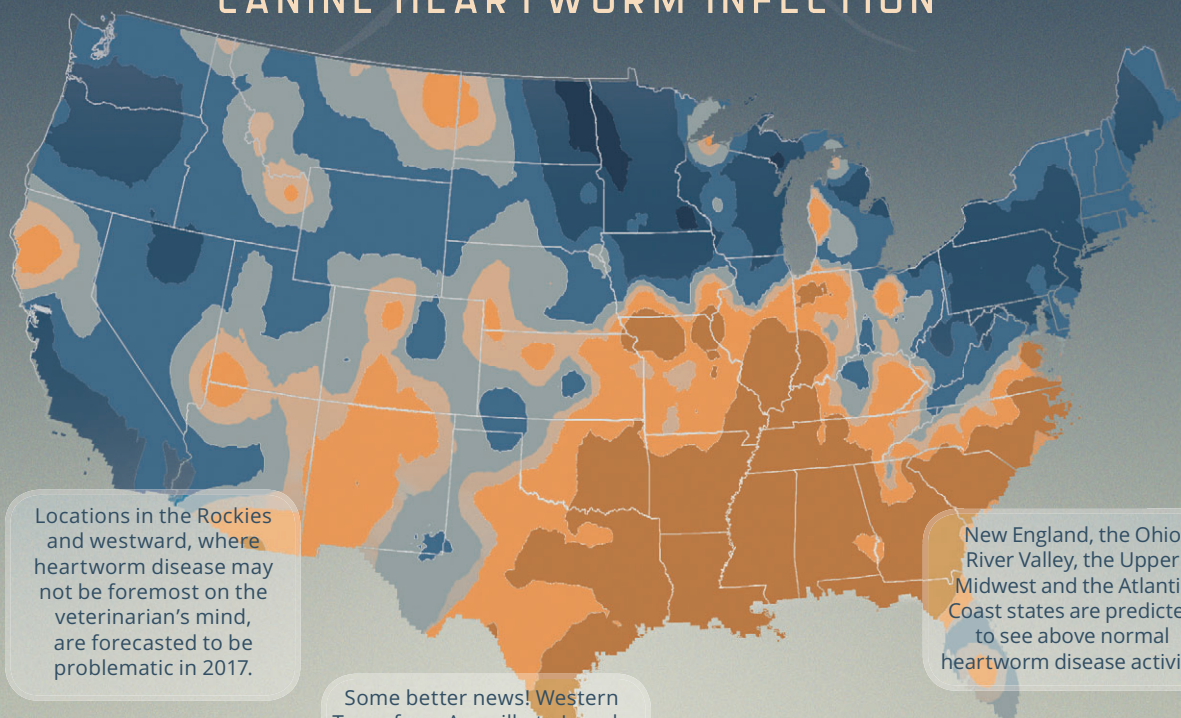 CANINE HEARTWORM INFECTION
Locations in the Rockies
and westward, where
heartworm disease may
not be foremost on the
veterinarian's mind,
are forecasted to be
problematic in 2017.
New England, the Ohio
River Valley, the Upper
Midwest and the Atlanti
Coast states are predicte
to see above normal
heartworm disease activi
Some better news! Western